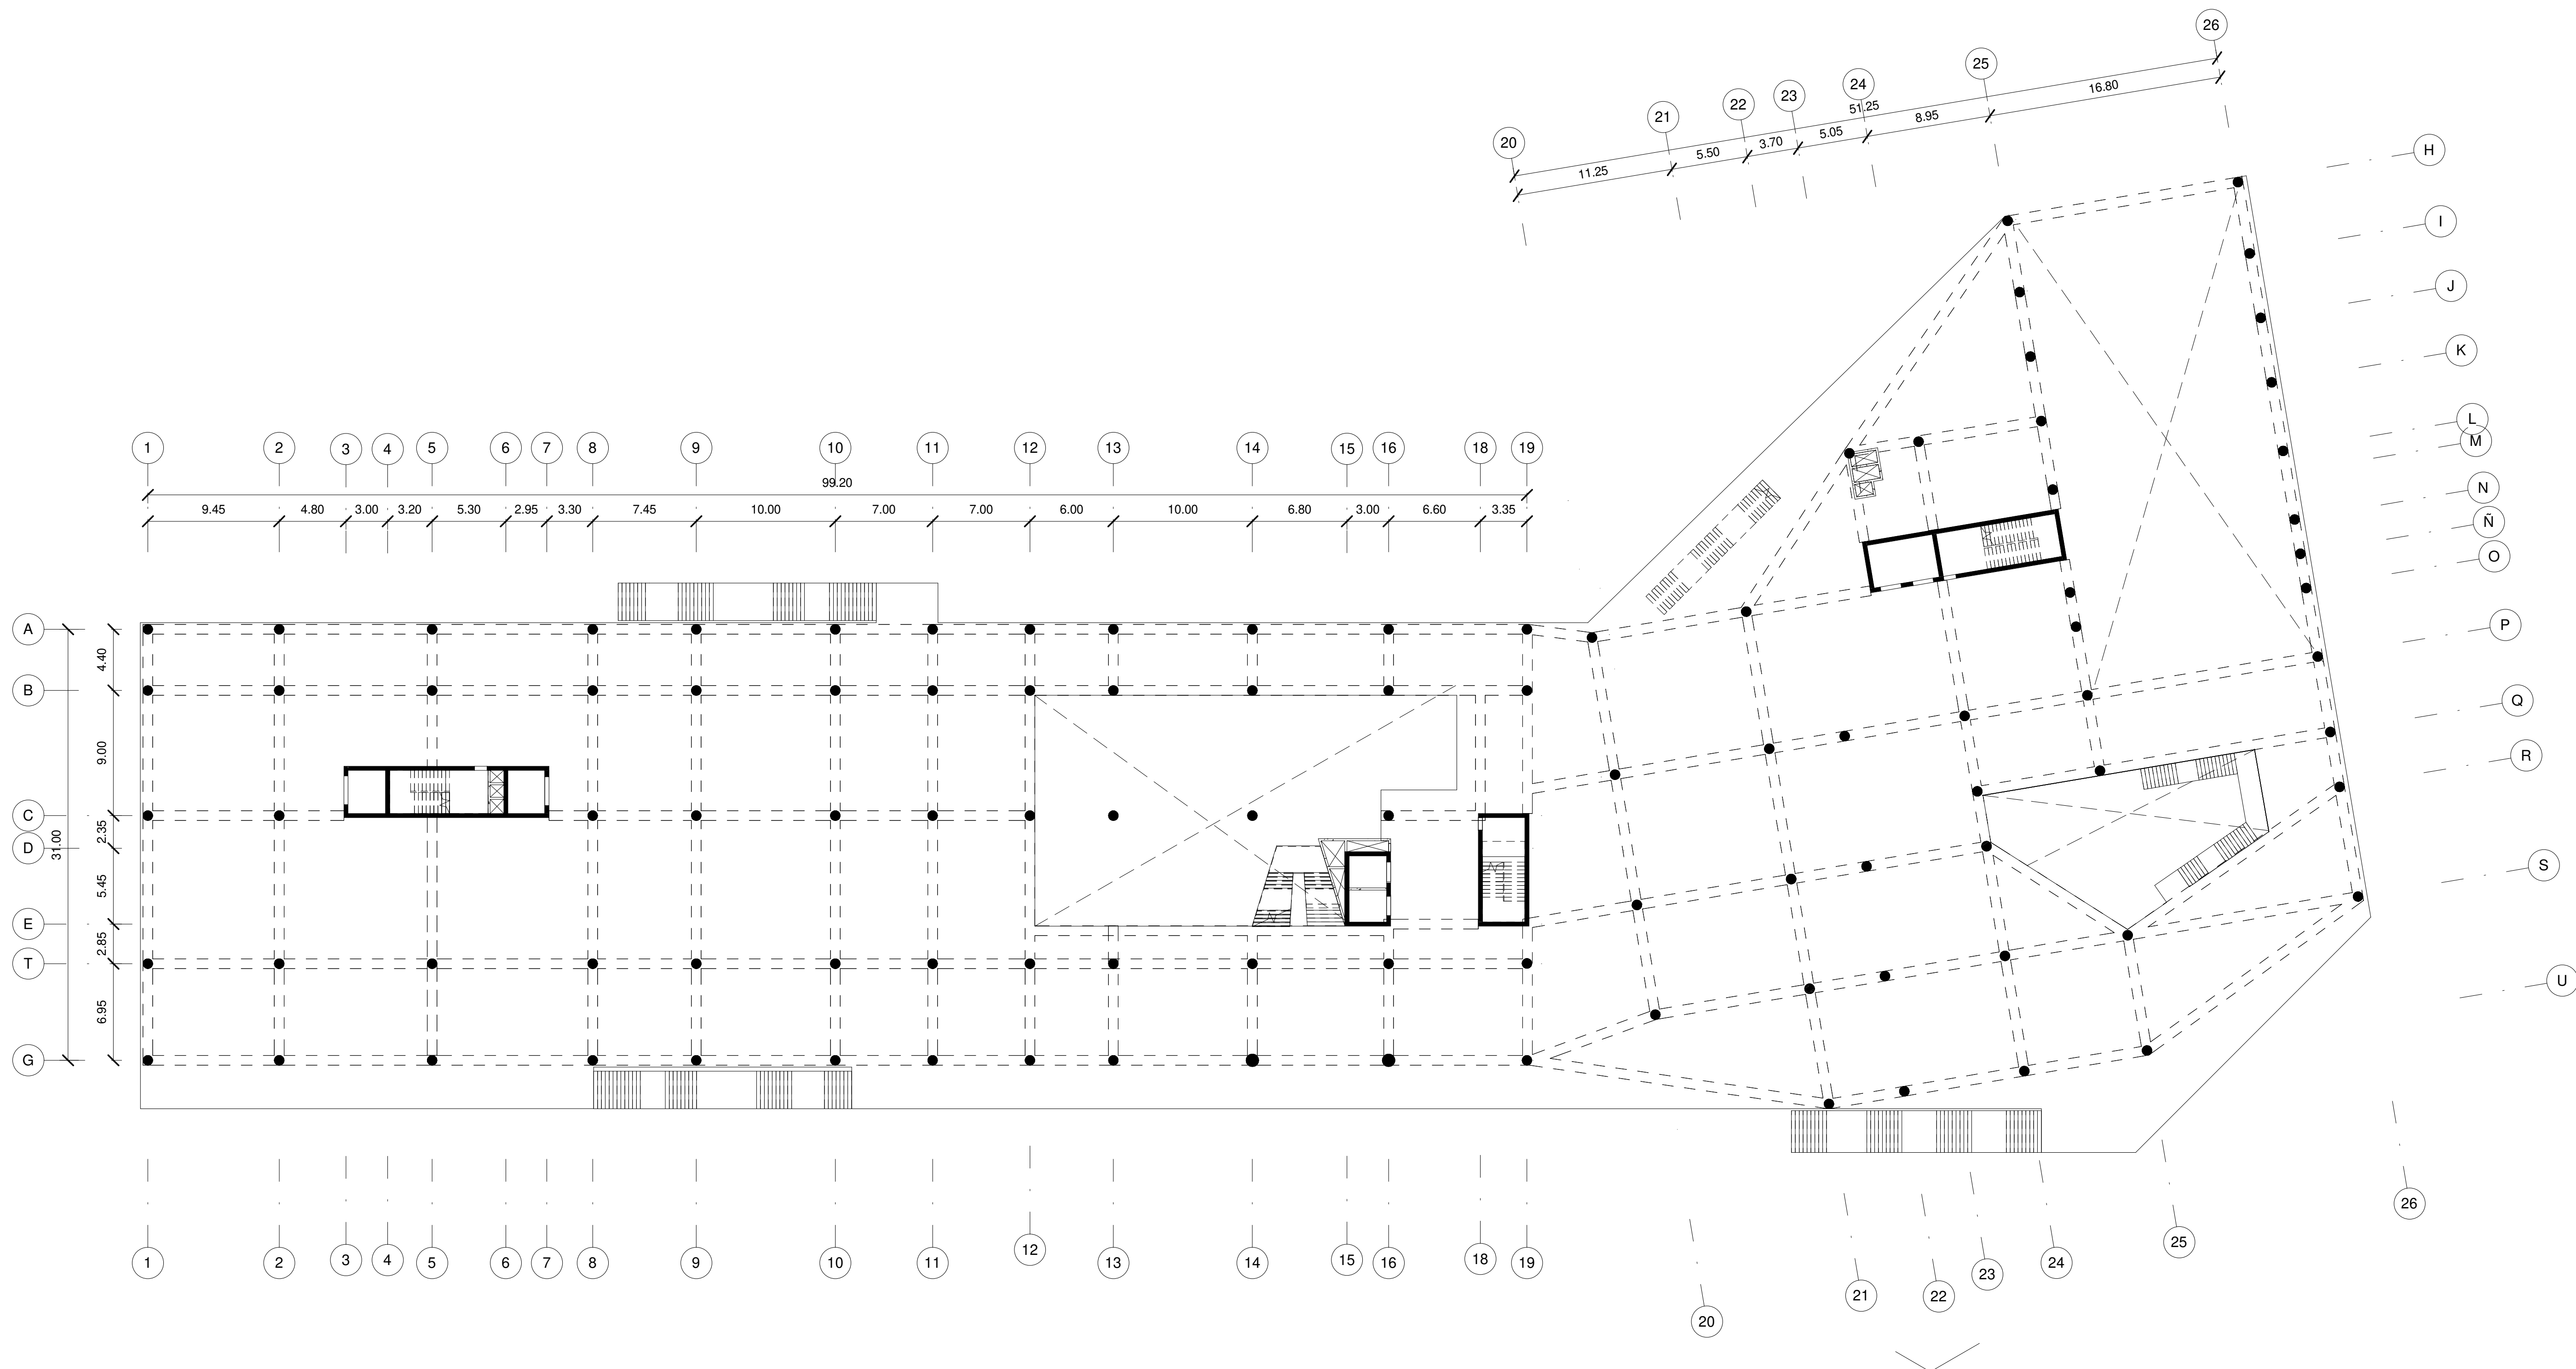 26
25
24
23
22
21
20
51.25
16.80
8.95
5.05
3.70
5.50
11.25
H
I
J
K
L
M
N
Ñ
O
P
Q
R
S
U
1 2 3 4 5 6 7 8 9 10 11 12 13 14 15 16 18 19
99.20
9.45 4.80 3.00 3.20 5.30 2.95 3.30 7.45 10.00 7.00 7.00 6.00 10.00 6.80 3.00 6.60 3.35
A
B
C
D
E
T
G
31.00
4.40
9.00
2.35
5.45
2.85
6.95
1 2 3 4 5 6 7 8 9 10 11 12 13 14 15 16 18 19
20 21 22 23 24 25 26